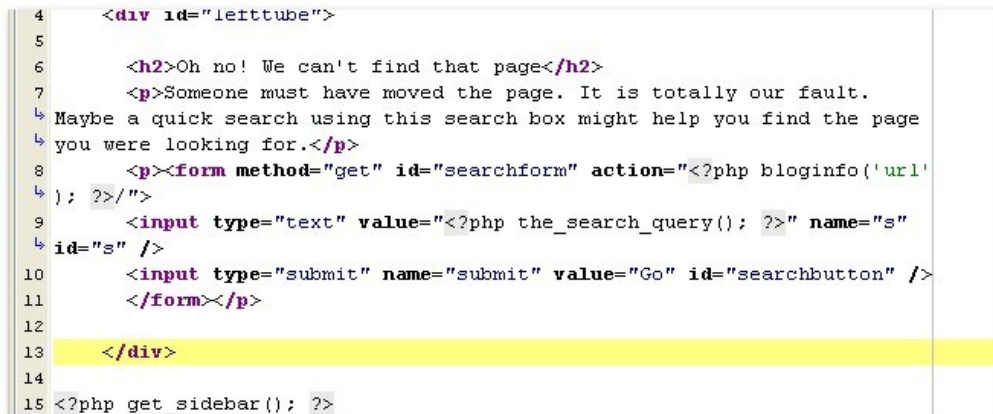 4 <div id="lefttube">
5
6 <h2>Oh no! We can't find that page</h2>
7 <p>Someone must have moved the page. It is totally our fault.
Maybe a quick search using this search box might help you find the page
you were looking for.</p>
8 <p><form method="get" id="searchform" action="<?php bloginfo('url'
); ?>/">
9 <input type="text" value="<?php the_search_query(); ?>" name="s"
id="s" />
10 <input type="submit" name="submit" value="Go" id="searchbutton" />
11 </form></p>
12
13 </div>
14
15 <?php get_sidebar(); ?>